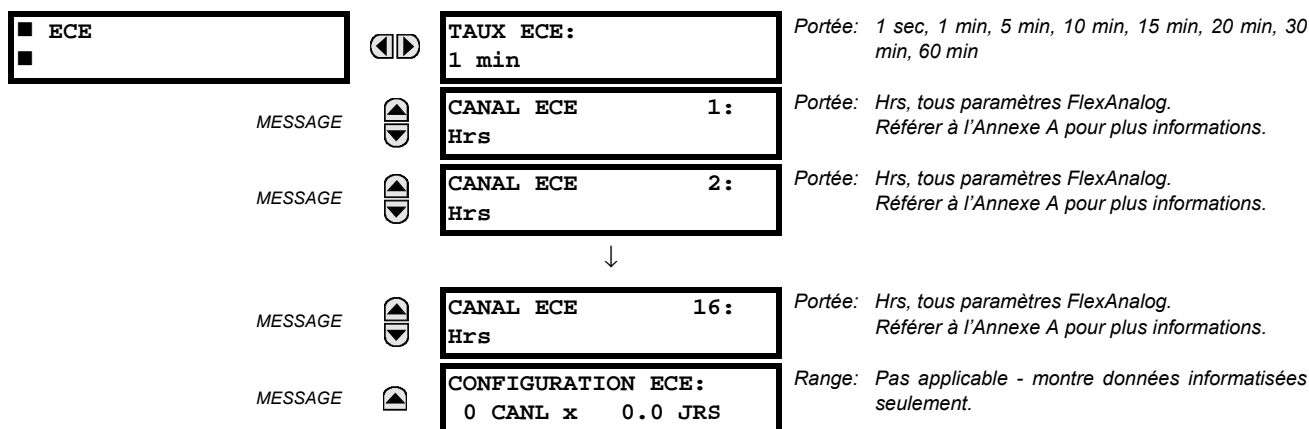 ■ ECE
■
TAUX ECE:
1 min
Portée: 1 sec, 1 min, 5 min, 10 min, 15 min, 20 min, 30
min, 60 min
MESSAGE
CANAL ECE 1:
Hrs
Portée: Hrs, tous paramètres FlexAnalog.
Référer à l'Annexe A pour plus informations.
MESSAGE
CANAL ECE 2:
Hrs
Portée: Hrs, tous paramètres FlexAnalog.
Référer à l'Annexe A pour plus informations.
↓
MESSAGE
CANAL ECE 16:
Hrs
Portée: Hrs, tous paramètres FlexAnalog.
Référer à l'Annexe A pour plus informations.
MESSAGE
CONFIGURATION ECE:
0 CANL x 0.0 JRS
Range: Pas applicable - montre données informatisées
seulement.